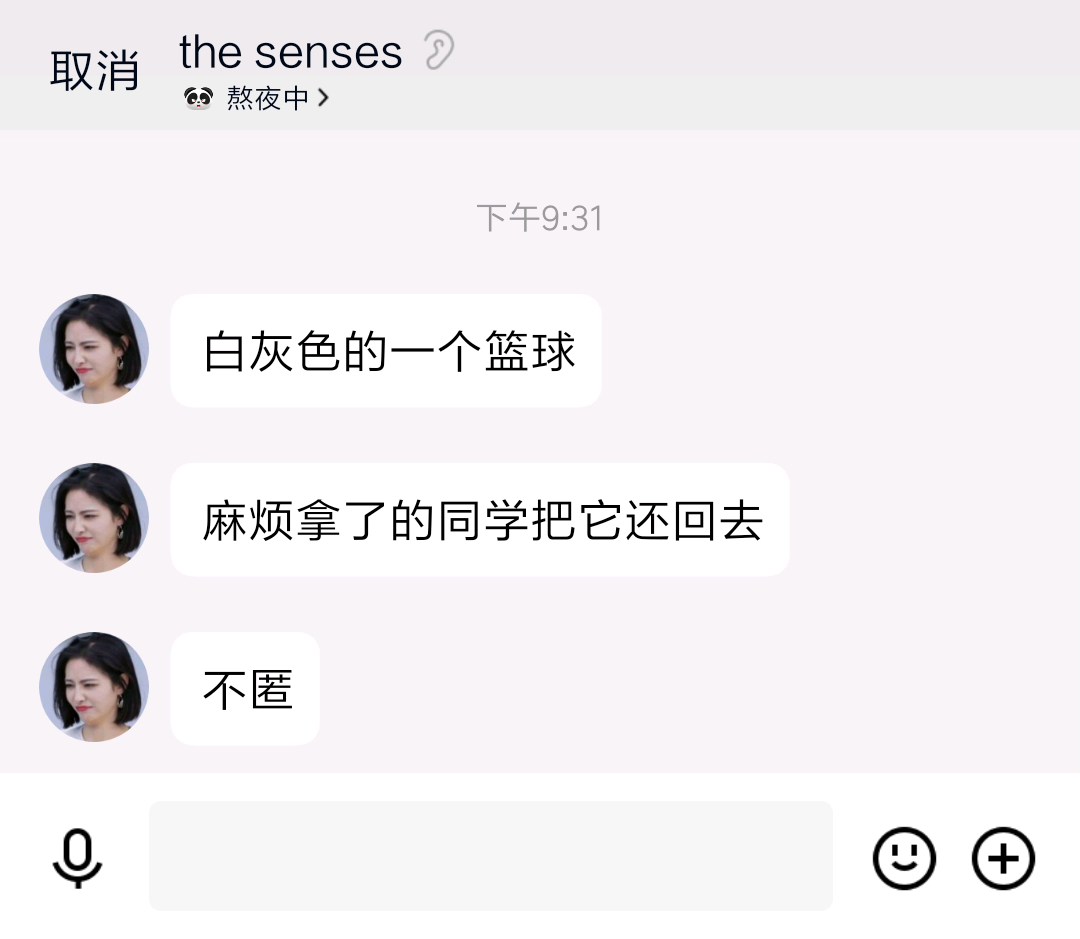 取消
the senses
熬夜中
下午9:31
白灰色的一个篮球
麻烦拿了的同学把它还回去
不匿